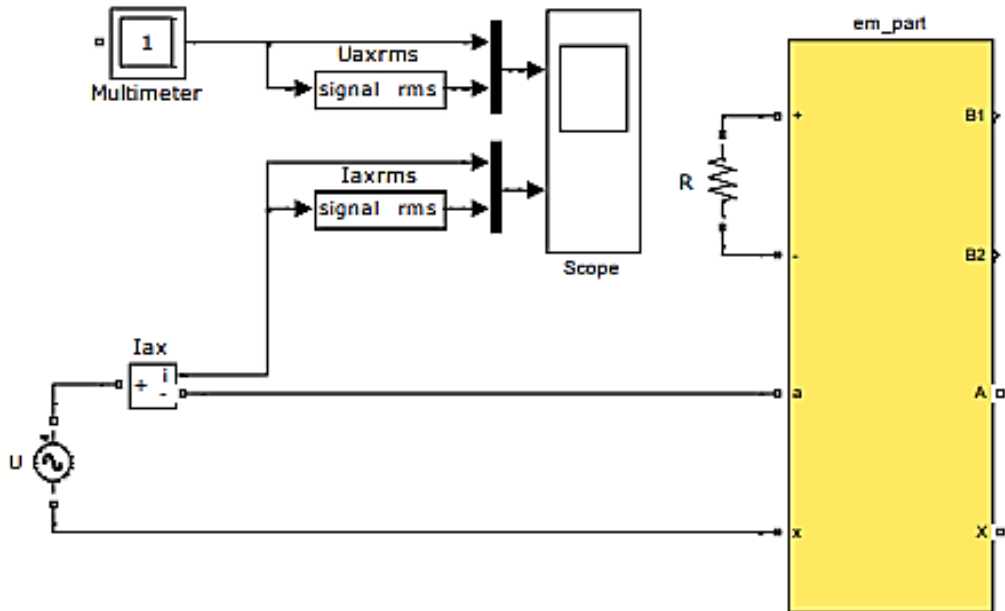 em_part
1
Multimeter
Uaxrms
signal rms
Iaxrms
signal rms
Scope
R
+
-
B1
B2
Iax
+
i
-
a
A
U
x
X